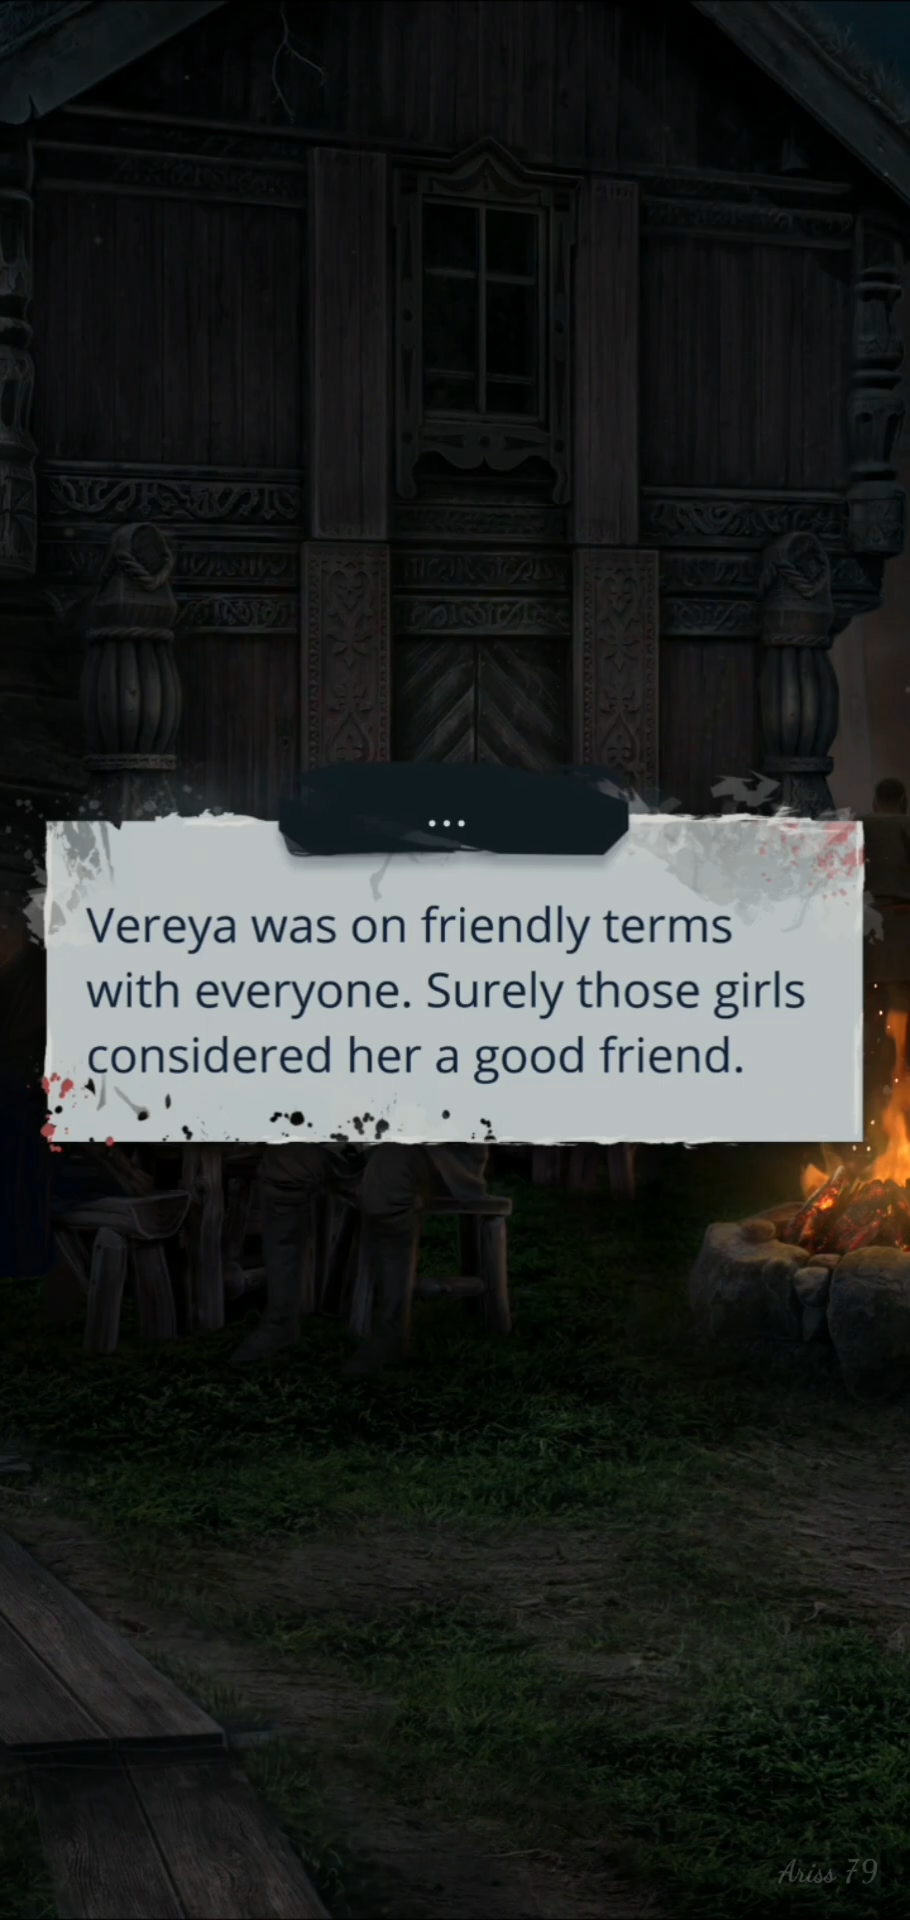 ...
Vereya was on friendly terms
with everyone. Surely those girls
considered her a good friend.
Ariss 79